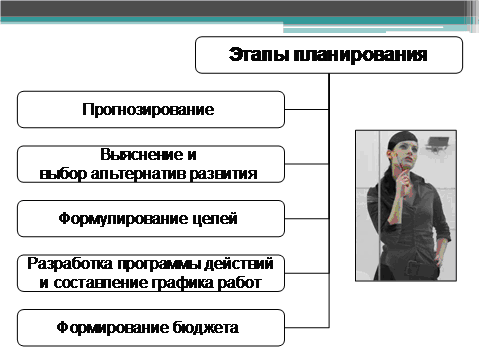 Этапы планирования
Прогнозирование
Выяснение и
выбор альтернатив развития
Формулирование целей
Разработка программы действий
и составление графика работ
Формирование бюджета